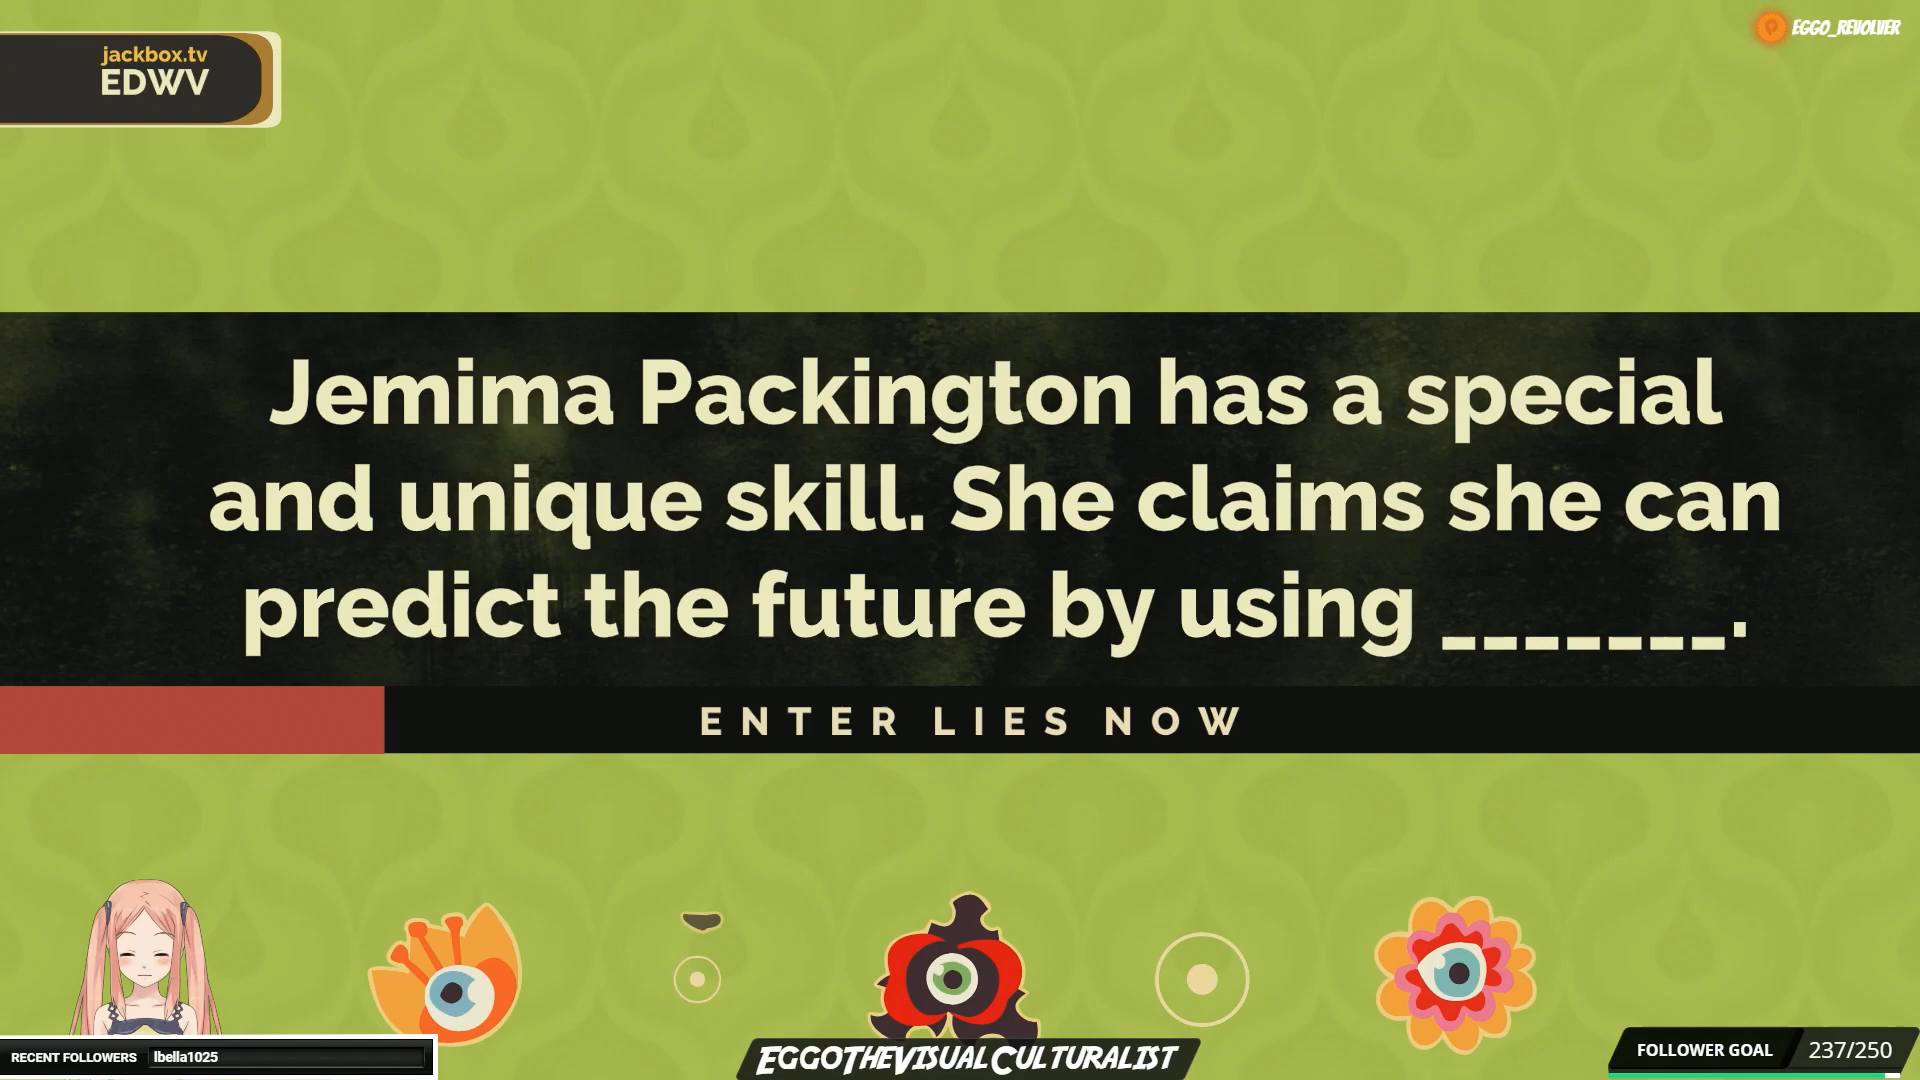 jackbox.tv
EDWV
EGGO_REVOLVER
Jemima Packington has a special
and unique skill. She claims she can
predict the future by using _______.
ENTER LIES NOW
RECENT FOLLOWERS lbella1025
EGGOTHEVISUALCULTURALIST
FOLLOWER GOAL 237/250